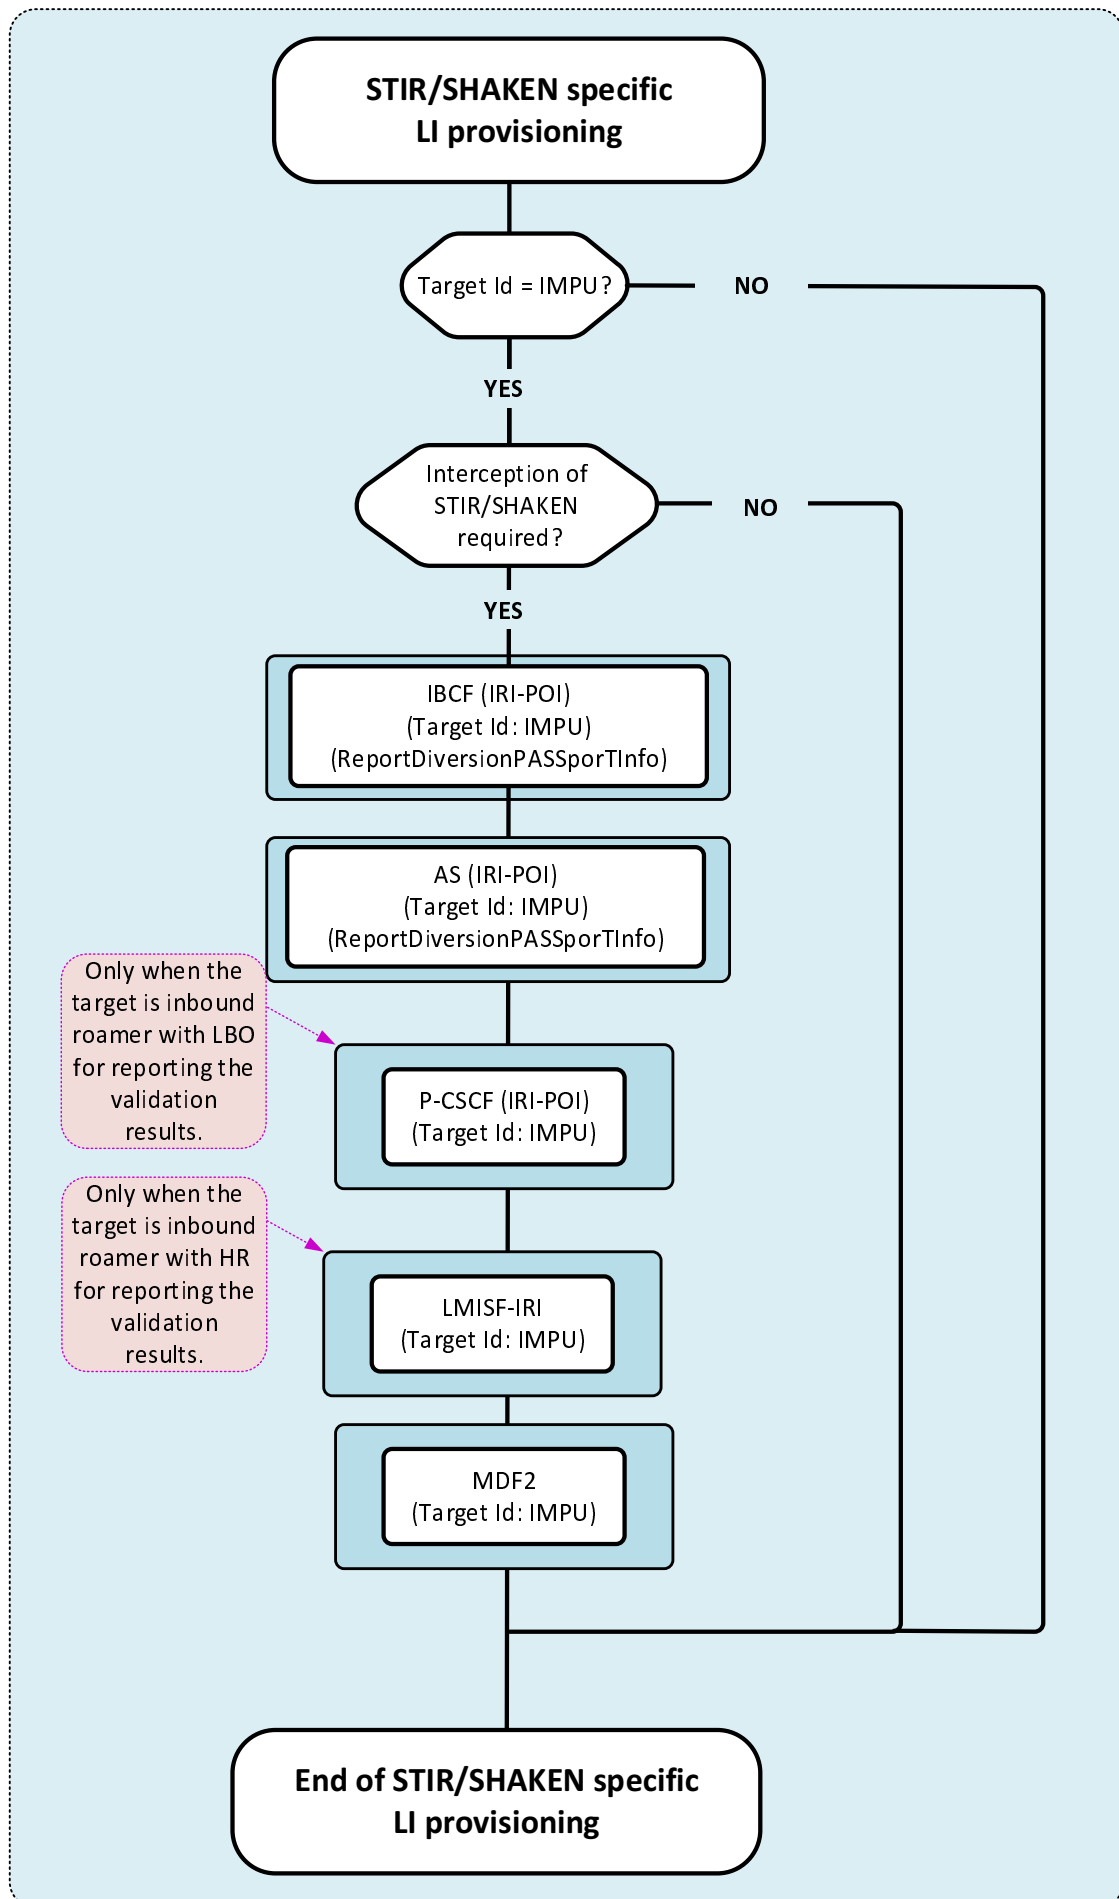 STIR/SHAKEN specific
LI provisioning
Target Id = IMPU?
NO
YES
Interception of
STIR/SHAKEN
required?
NO
YES
IBCF (IRI-POI)
(Target Id: IMPU)
(ReportDiversionPASSporTInfo)
AS (IRI-POI)
(Target Id: IMPU)
(ReportDiversionPASSporTInfo)
Only when the
target is inbound
roamer with LBO
for reporting the
validation
results.
P-CSCF (IRI-POI)
(Target Id: IMPU)
Only when the
target is inbound
roamer with HR
for reporting the
validation
results.
LMISF-IRI
(Target Id: IMPU)
MDF2
(Target Id: IMPU)
End of STIR/SHAKEN specific
LI provisioning